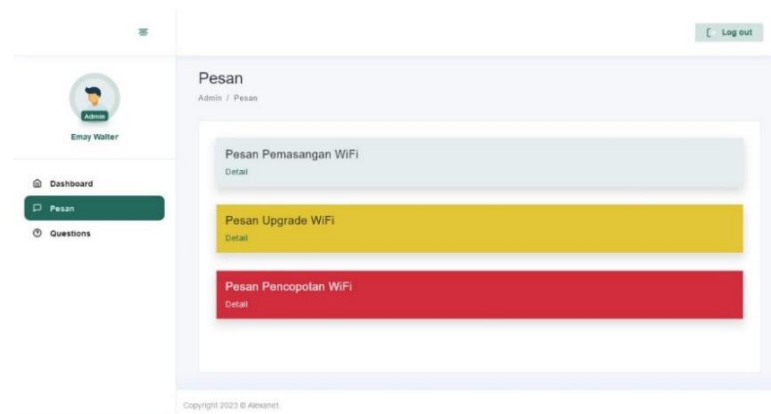 Log out
Admin
Emay Walter
Dashboard
Pesan
Questions
Pesan
Admin / Pesan
Pesan Pemasangan WiFi
Detail
Pesan Upgrade WiFi
Detail
Pesan Pencopotan WiFi
Detail
Copyright 2023 © Alexanet